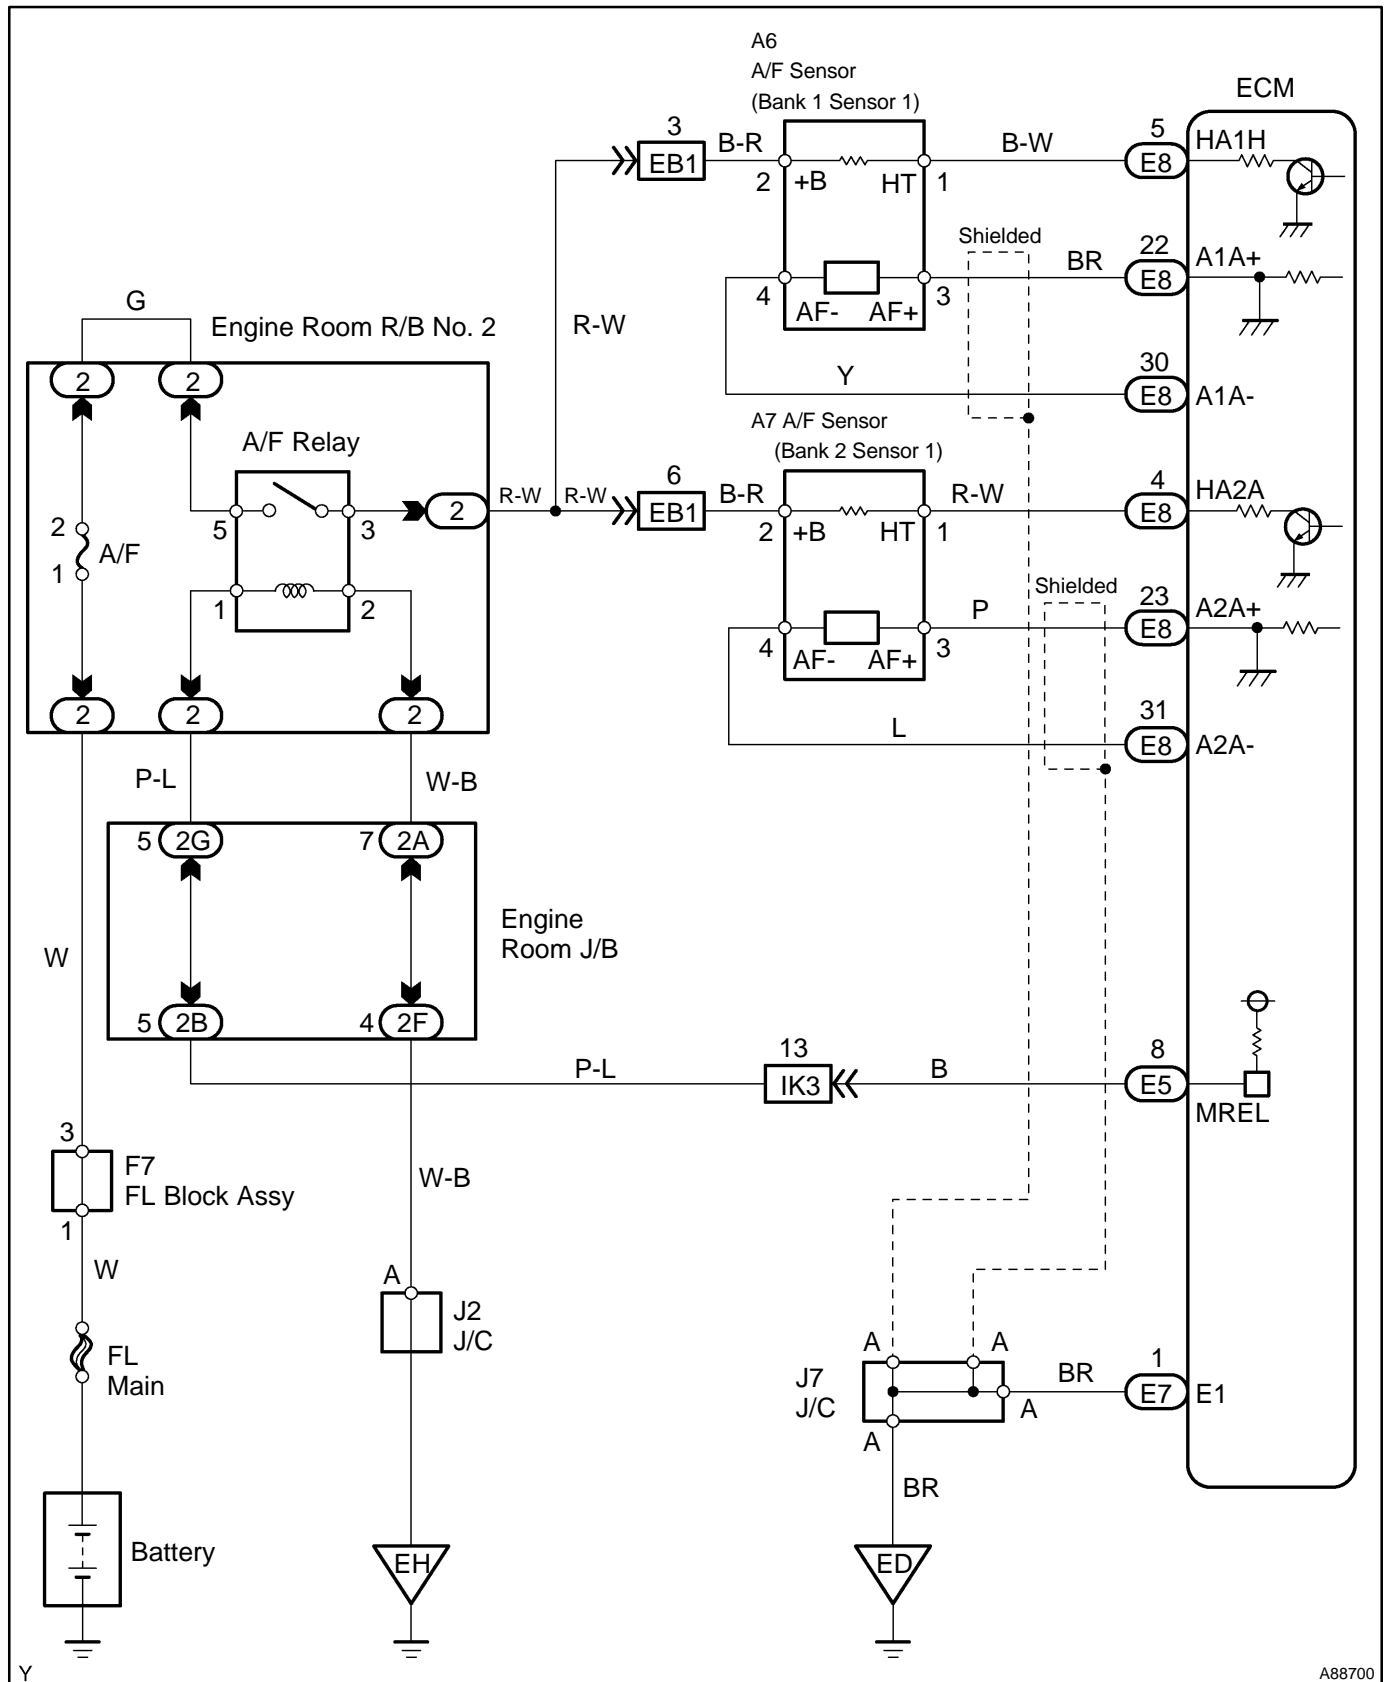 A6
A/F Sensor
(Bank 1 Sensor 1)
ECM
3
EB1
B-R
2
+B
HT
1
B-W
5
E8
HA1H
Shielded
4
AF-
AF+
3
BR
22
E8
A1A+
G
Engine Room R/B No. 2
R-W
2
2
Y
30
E8
A1A-
A/F Relay
A7 A/F Sensor
(Bank 2 Sensor 1)
5
3
2
R-W
R-W
6
EB1
B-R
2
+B
HT
1
R-W
4
E8
HA2A
2
1
A/F
1
2
Shielded
4
AF-
AF+
3
P
23
E8
A2A+
2
2
2
L
31
E8
A2A-
P-L
W-B
5
2G
7
2A
W
Engine
Room J/B
5
2B
4
2F
P-L
13
IK3
B
8
E5
MREL
3
F7
FL Block Assy
1
W-B
W
A
J2
J/C
FL
Main
A
A
J7
J/C
A
BR
1
E7
E1
A
BR
Battery
EH
ED
Y
A88700